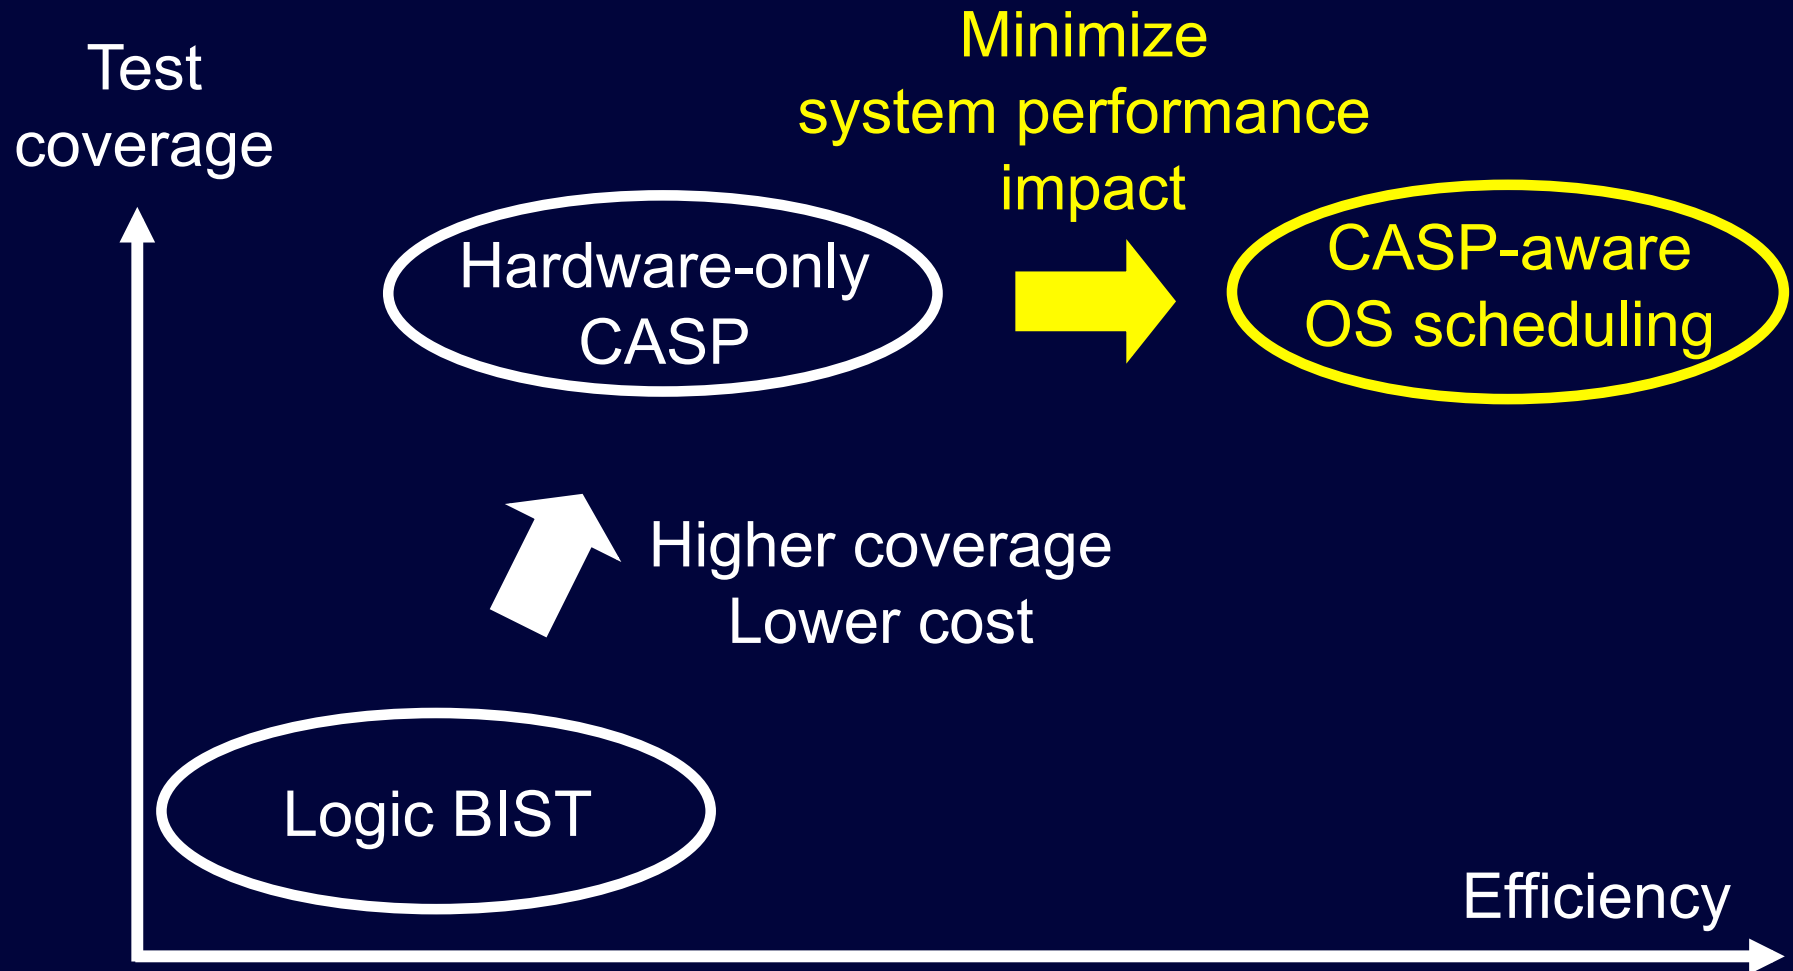 Test
coverage
Minimize
system performance
impact
Hardware-only
CASP
CASP-aware
OS scheduling
Higher coverage
Lower cost
Logic BIST
Efficiency